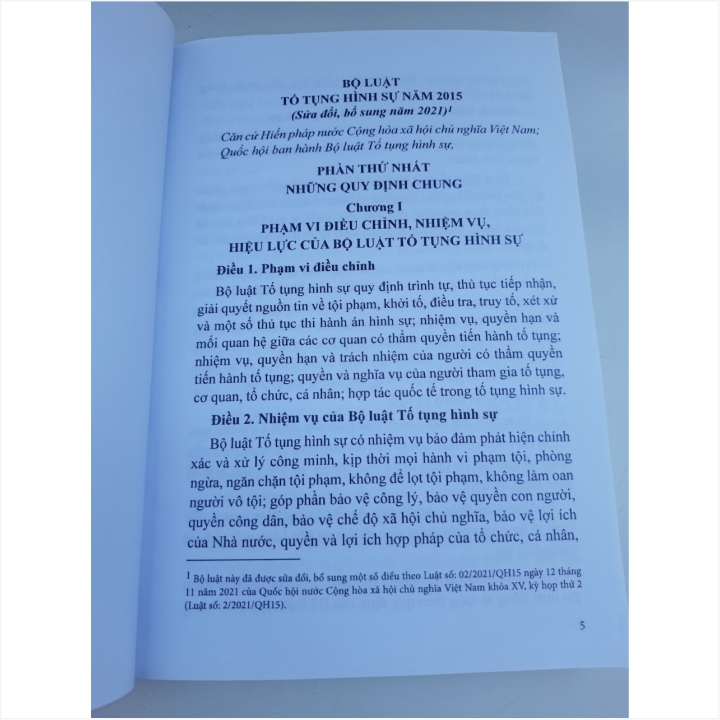 BỘ LUẬT
TỐ TỤNG HÌNH SỰ NĂM 2015
(Sửa đổi, bổ sung năm 2021)¹
Căn cứ Hiến pháp nước Cộng hòa xã hội chủ nghĩa Việt Nam;
Quốc hội ban hành Bộ luật Tố tụng hình sự,
PHẦN THỨ NHẤT
NHỮNG QUY ĐỊNH CHUNG
Chương I
PHẠM VI ĐIỀU CHỈNH, NHIỆM VỤ,
HIỆU LỰC CỦA BỘ LUẬT TỐ TỤNG HÌNH SỰ
Điều 1. Phạm vi điều chỉnh
Bộ luật Tố tụng hình sự quy định trình tự, thủ tục tiếp nhận,
giải quyết nguồn tin về tội phạm, khởi tố, điều tra, truy tố, xét xử
và một số thủ tục thi hành án hình sự; nhiệm vụ, quyền hạn và
mối quan hệ giữa các cơ quan có thẩm quyền tiến hành tố tụng;
nhiệm vụ, quyền hạn và trách nhiệm của người có thẩm quyền
tiến hành tố tụng; quyền và nghĩa vụ của người tham gia tố tụng,
cơ quan, tổ chức, cá nhân; hợp tác quốc tế trong tố tụng hình sự.
Điều 2. Nhiệm vụ của Bộ luật Tố tụng hình sự
Bộ luật Tố tụng hình sự có nhiệm vụ bảo đảm phát hiện chính
xác và xử lý công minh, kịp thời mọi hành vi phạm tội, phòng
ngừa, ngăn chặn tội phạm, không để lọt tội phạm, không làm oan
người vô tội; góp phần bảo vệ công lý, bảo vệ quyền con người,
quyền công dân, bảo vệ chế độ xã hội chủ nghĩa, bảo vệ lợi ích
của Nhà nước, quyền và lợi ích hợp pháp của tổ chức, cá nhân,
1 Bộ luật này đã được sửa đổi, bổ sung một số điều theo Luật số: 02/2021/QH15 ngày 12 tháng
11 năm 2021 của Quốc hội nước Cộng hòa xã hội chủ nghĩa Việt Nam khóa XV, kỳ họp thứ 2
(Luật số: 2/2021/QH15).
5